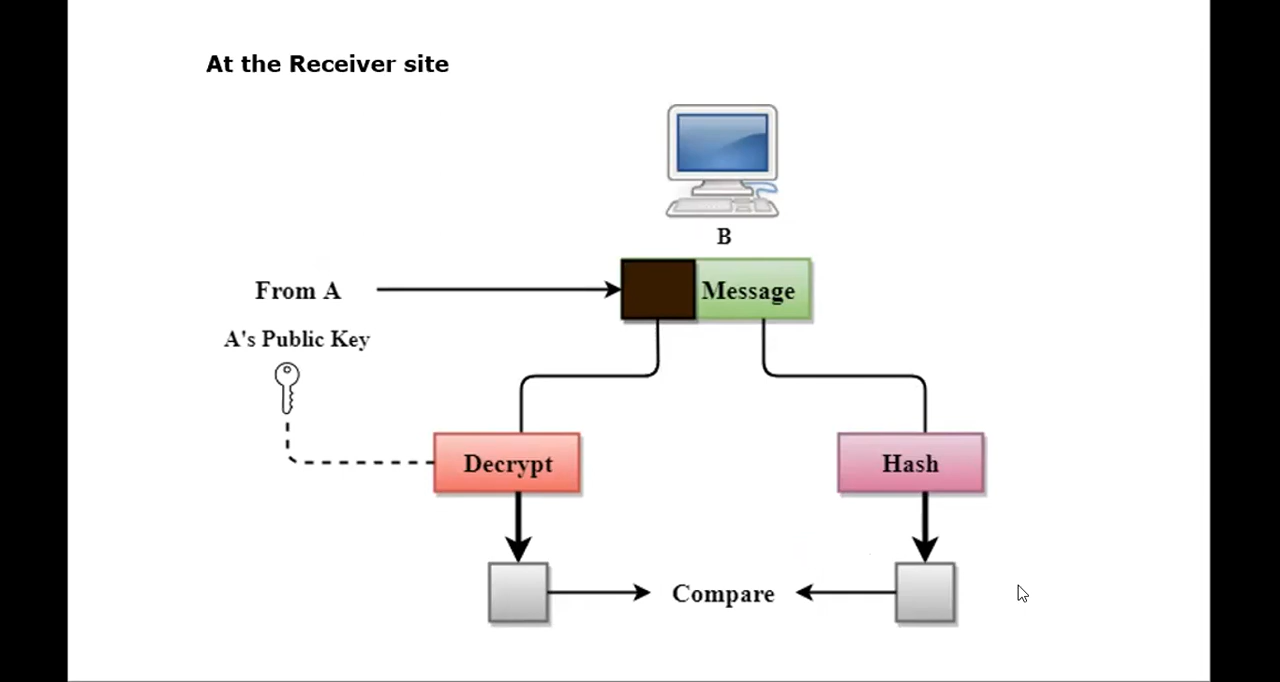 At the Receiver site
B
From A
Message
A's Public Key
Decrypt
Hash
Compare